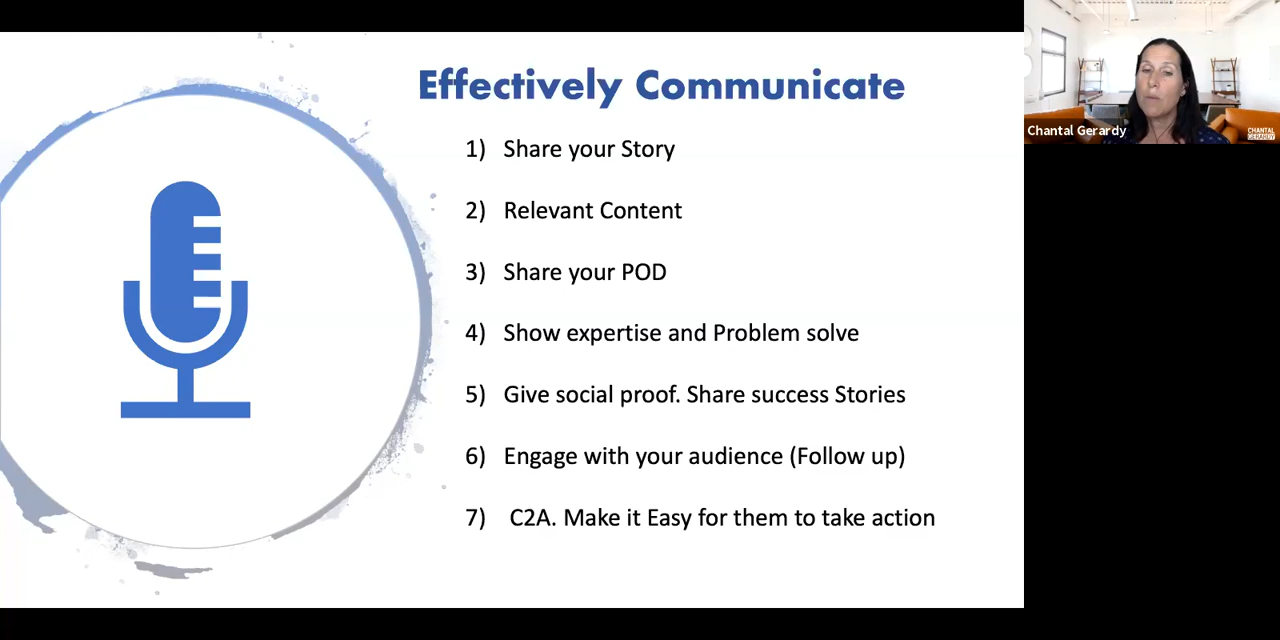 Effectively Communicate
1) Share your Story
2) Relevant Content
3) Share your POD
4) Show expertise and Problem solve
5) Give social proof. Share success Stories
6) Engage with your audience (Follow up)
7) C2A. Make it Easy for them to take action
Chantal Gerardy
CHANTAL
GERARDY